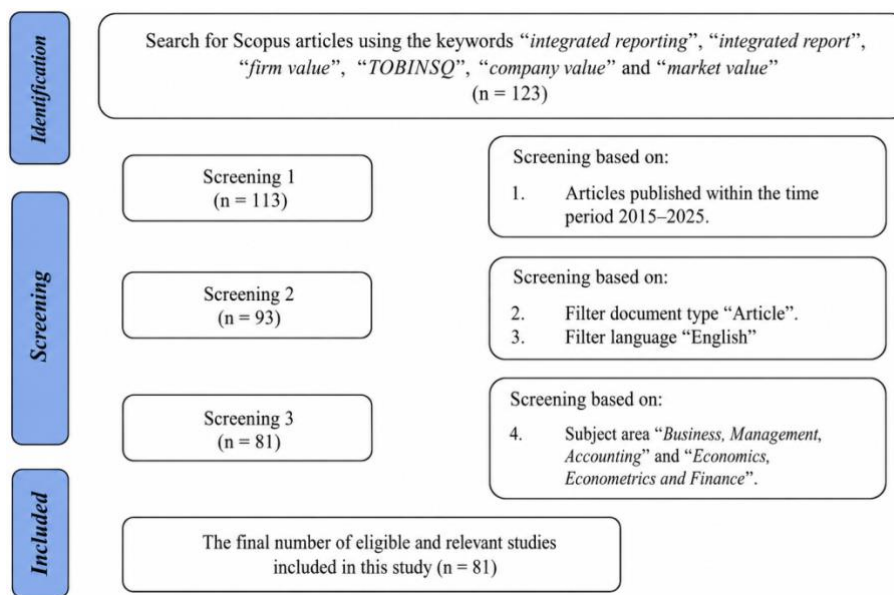 Identification
Search for Scopus articles using the keywords “integrated reporting”, “integrated report”,
“firm value”, “TOBINSQ”, “company value” and “market value”
(n = 123)
Screening
Screening 1
(n = 113)
Screening based on:
1. Articles published within the time
period 2015–2025.
Screening 2
(n = 93)
Screening based on:
2. Filter document type “Article”.
3. Filter language “English”
Screening 3
(n = 81)
Screening based on:
4. Subject area “Business, Management,
Accounting” and “Economics,
Econometrics and Finance”.
Included
The final number of eligible and relevant studies
included in this study (n = 81)